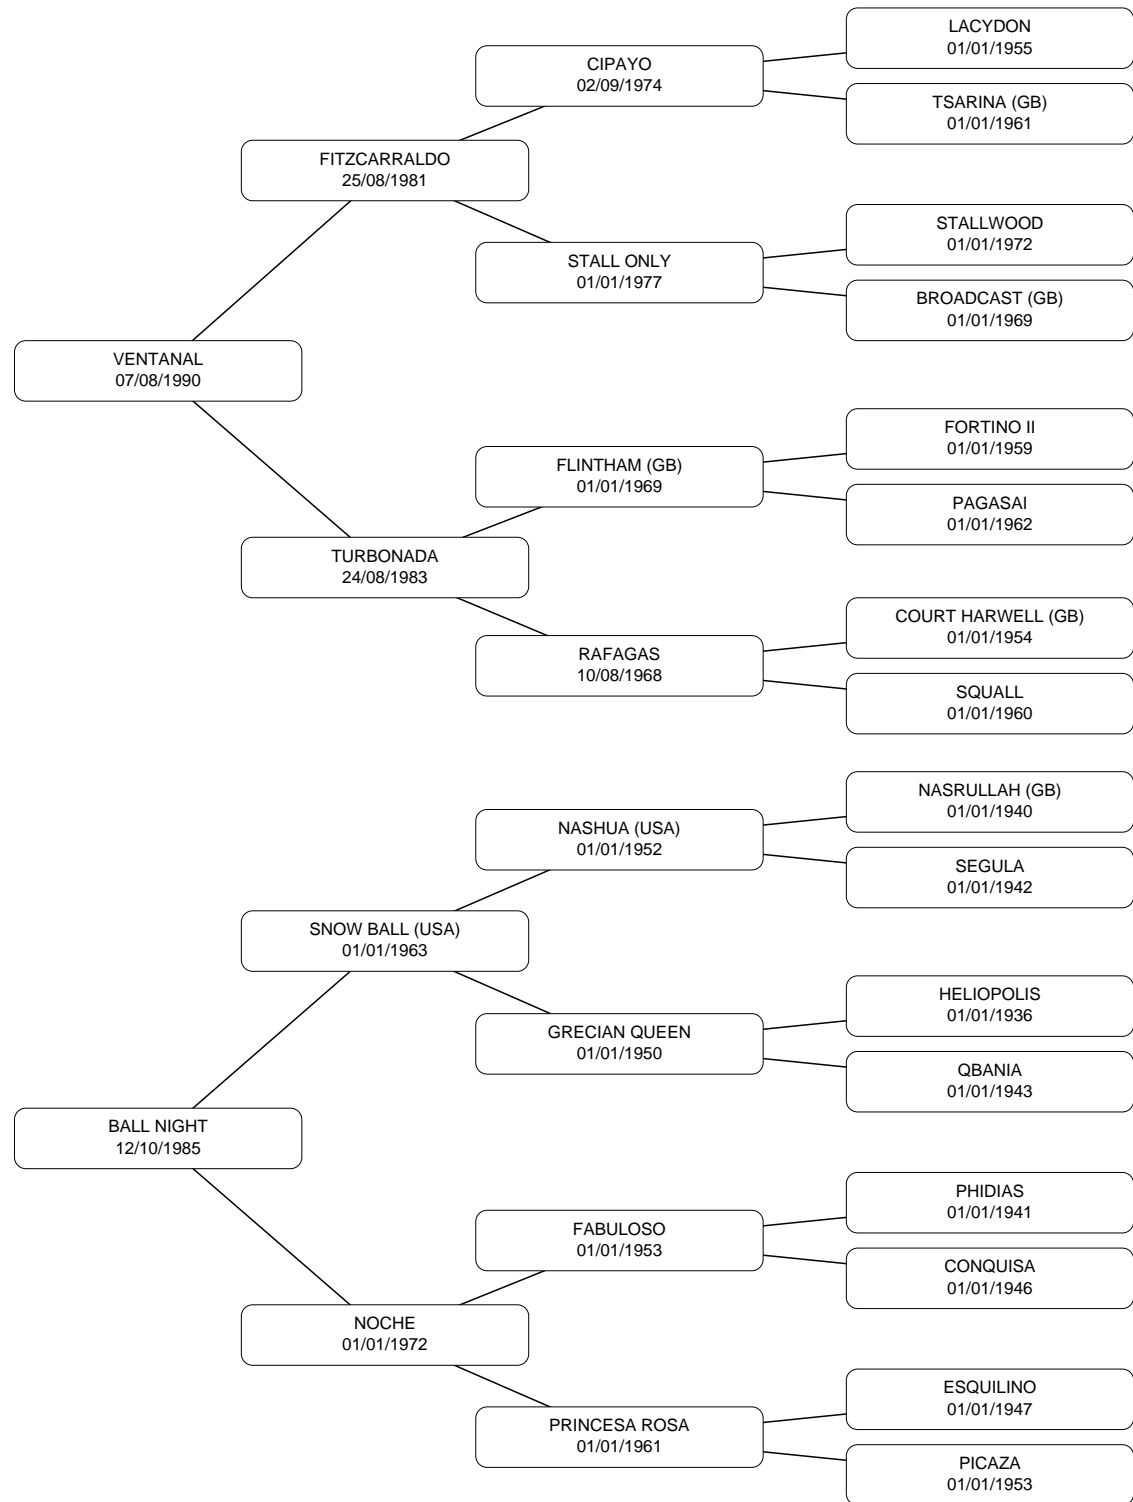 LACYDON
01/01/1955
CIPAYO
02/09/1974
TSARINA (GB)
01/01/1961
FITZCARRALDO
25/08/1981
STALLWOOD
01/01/1972
STALL ONLY
01/01/1977
BROADCAST (GB)
01/01/1969
VENTANAL
07/08/1990
FORTINO II
01/01/1959
FLINTHAM (GB)
01/01/1969
PAGASAI
01/01/1962
TURBONADA
24/08/1983
COURT HARWELL (GB)
01/01/1954
RAFAGAS
10/08/1968
SQUALL
01/01/1960
NASRULLAH (GB)
01/01/1940
NASHUA (USA)
01/01/1952
SEGULA
01/01/1942
SNOW BALL (USA)
01/01/1963
HELIOPOLIS
01/01/1936
GRECIAN QUEEN
01/01/1950
QBANIA
01/01/1943
BALL NIGHT
12/10/1985
PHIDIAS
01/01/1941
FABULOSO
01/01/1953
CONQUISA
01/01/1946
NOCHE
01/01/1972
ESQUILINO
01/01/1947
PRINCESA ROSA
01/01/1961
PICAZA
01/01/1953